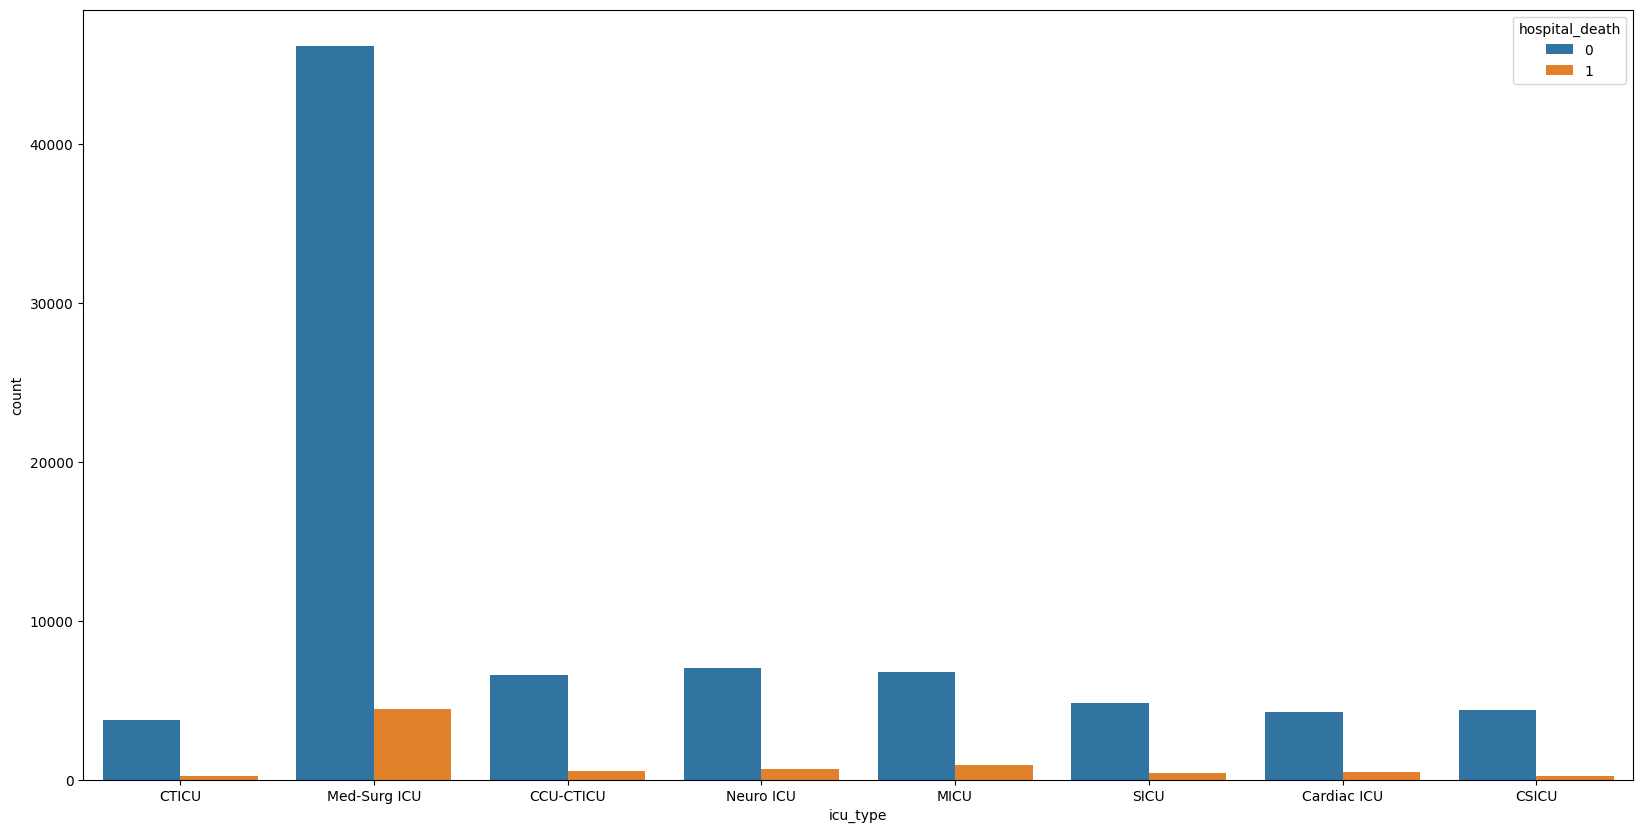 hospital_death
0
1
40000
30000
20000
10000
0
count
CTICU Med-Surg ICU CCU-CTICU Neuro ICU MICU SICU Cardiac ICU CSICU
icu_type